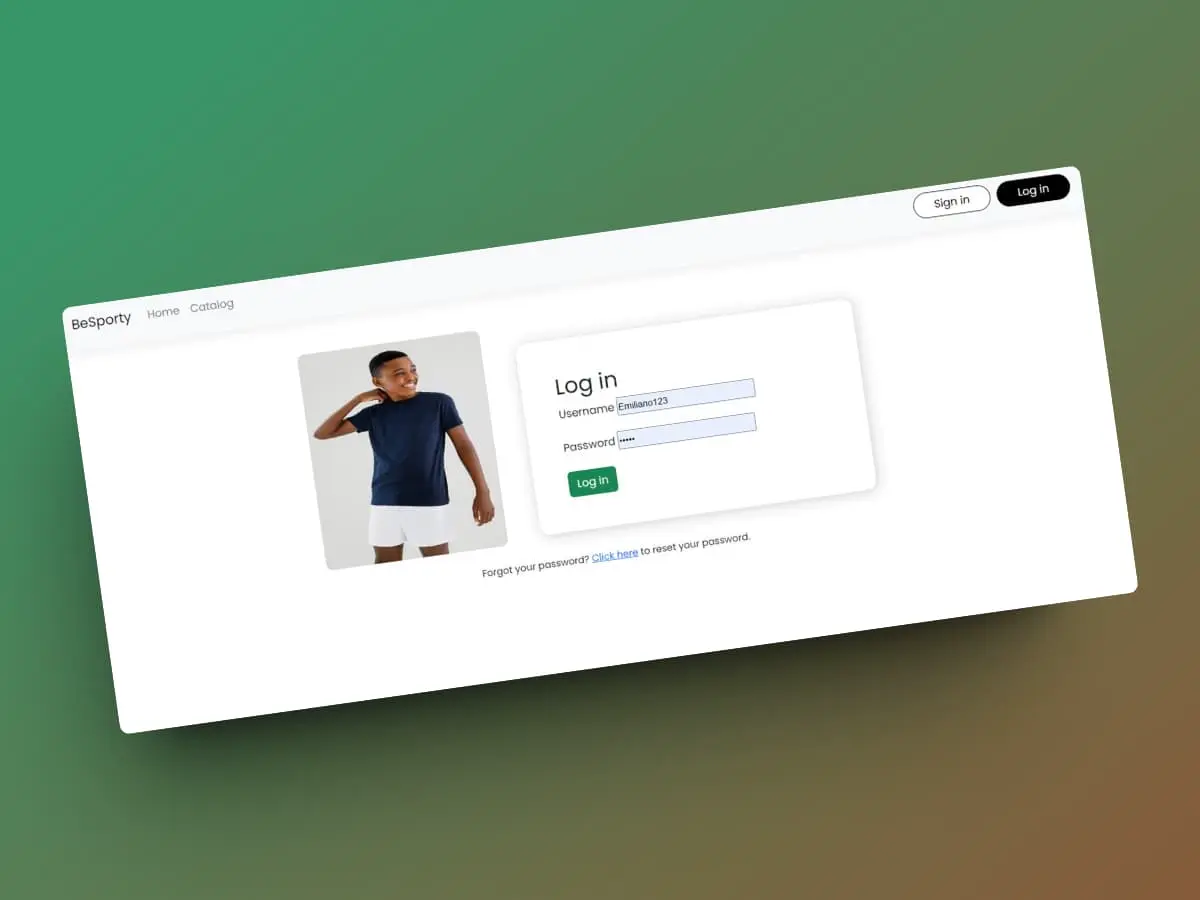 BeSporty Home Catalog Sign in Log in
Log in
Username Emiliano123
Password •••••
Log in
Forgot your password? Click here to reset your password.